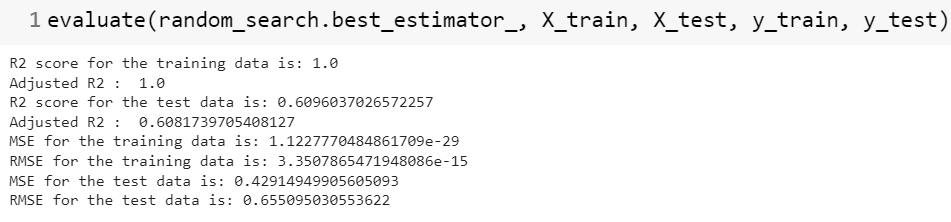 1 evaluate(random_search.best_estimator_, X_train, X_test, y_train, y_test)
R2 score for the training data is: 1.0
Adjusted R2 :  1.0
R2 score for the test data is: 0.6096037026572257
Adjusted R2 :  0.6081739705408127
MSE for the training data is: 1.1227770484861709e-29
RMSE for the training data is: 3.3507865471948086e-15
MSE for the test data is: 0.42914949905605093
RMSE for the test data is: 0.655095030553622